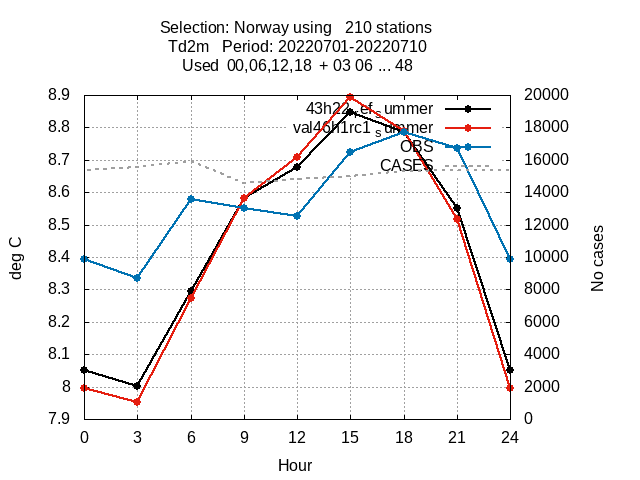 Selection: Norway using 210 stations
Td2m Period: 20220701-20220710
Used 00,06,12,18 + 03 06 ... 48
8.9
8.8
8.7
8.6
8.5
8.4
8.3
8.2
8.1
8
7.9
deg C
summer
summer
OBS
CASES
20000
18000
16000
14000
12000
10000
8000
6000
4000
2000
0
No cases
0 3 6 9 12 15 18 21 24
Hour